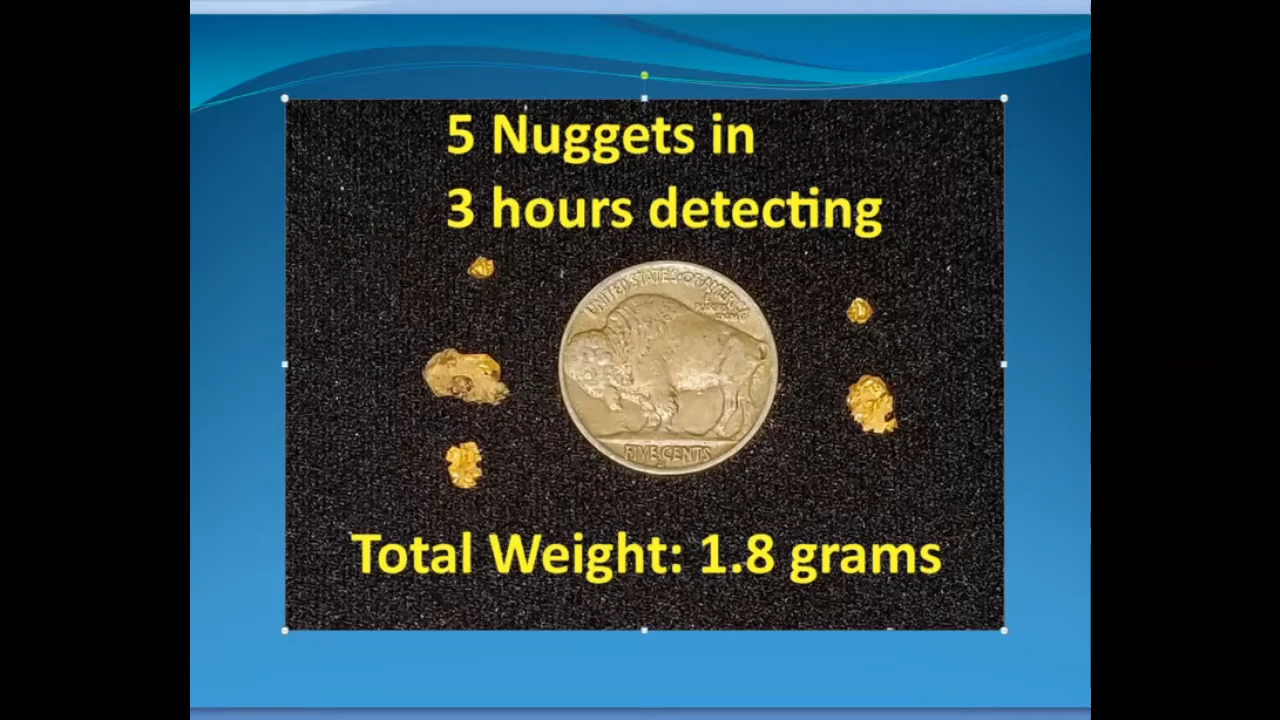 5 Nuggets in
3 hours detecting
UNITED STATES OF AMERICA
FIVE CENTS
Total Weight: 1.8 grams